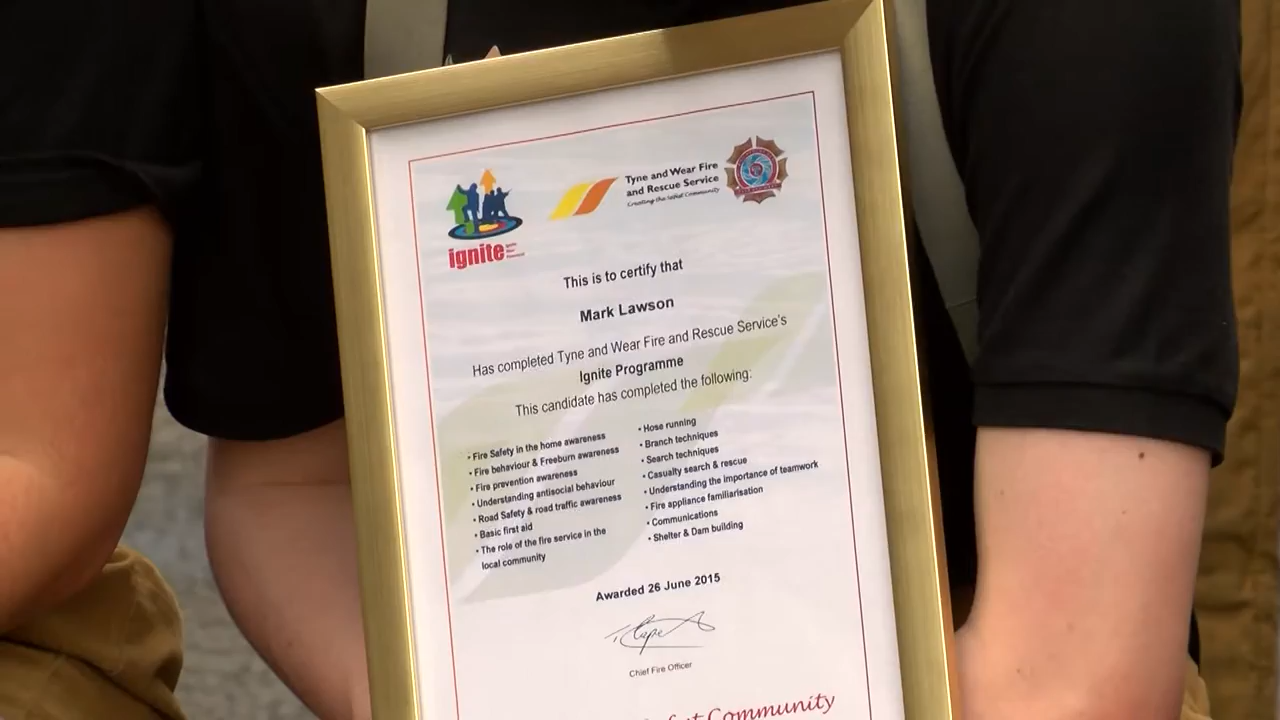 Tyne and Wear Fire
and Rescue Service
Creating the Safest Community
ignite
This is to certify that
Mark Lawson
Has completed Tyne and Wear Fire and Rescue Service's
Ignite Programme
This candidate has completed the following:
• Fire Safety in the home awareness
• Fire behaviour & Freeburn awareness
• Fire prevention awareness
• Understanding antisocial behaviour
• Road Safety & road traffic awareness
• Basic first aid
• The role of the fire service in the
local community
• Hose running
• Branch techniques
• Search techniques
• Casualty search & rescue
• Understanding the importance of teamwork
• Fire appliance familiarisation
• Communications
• Shelter & Dam building
Awarded 26 June 2015
Chief Fire Officer
Community